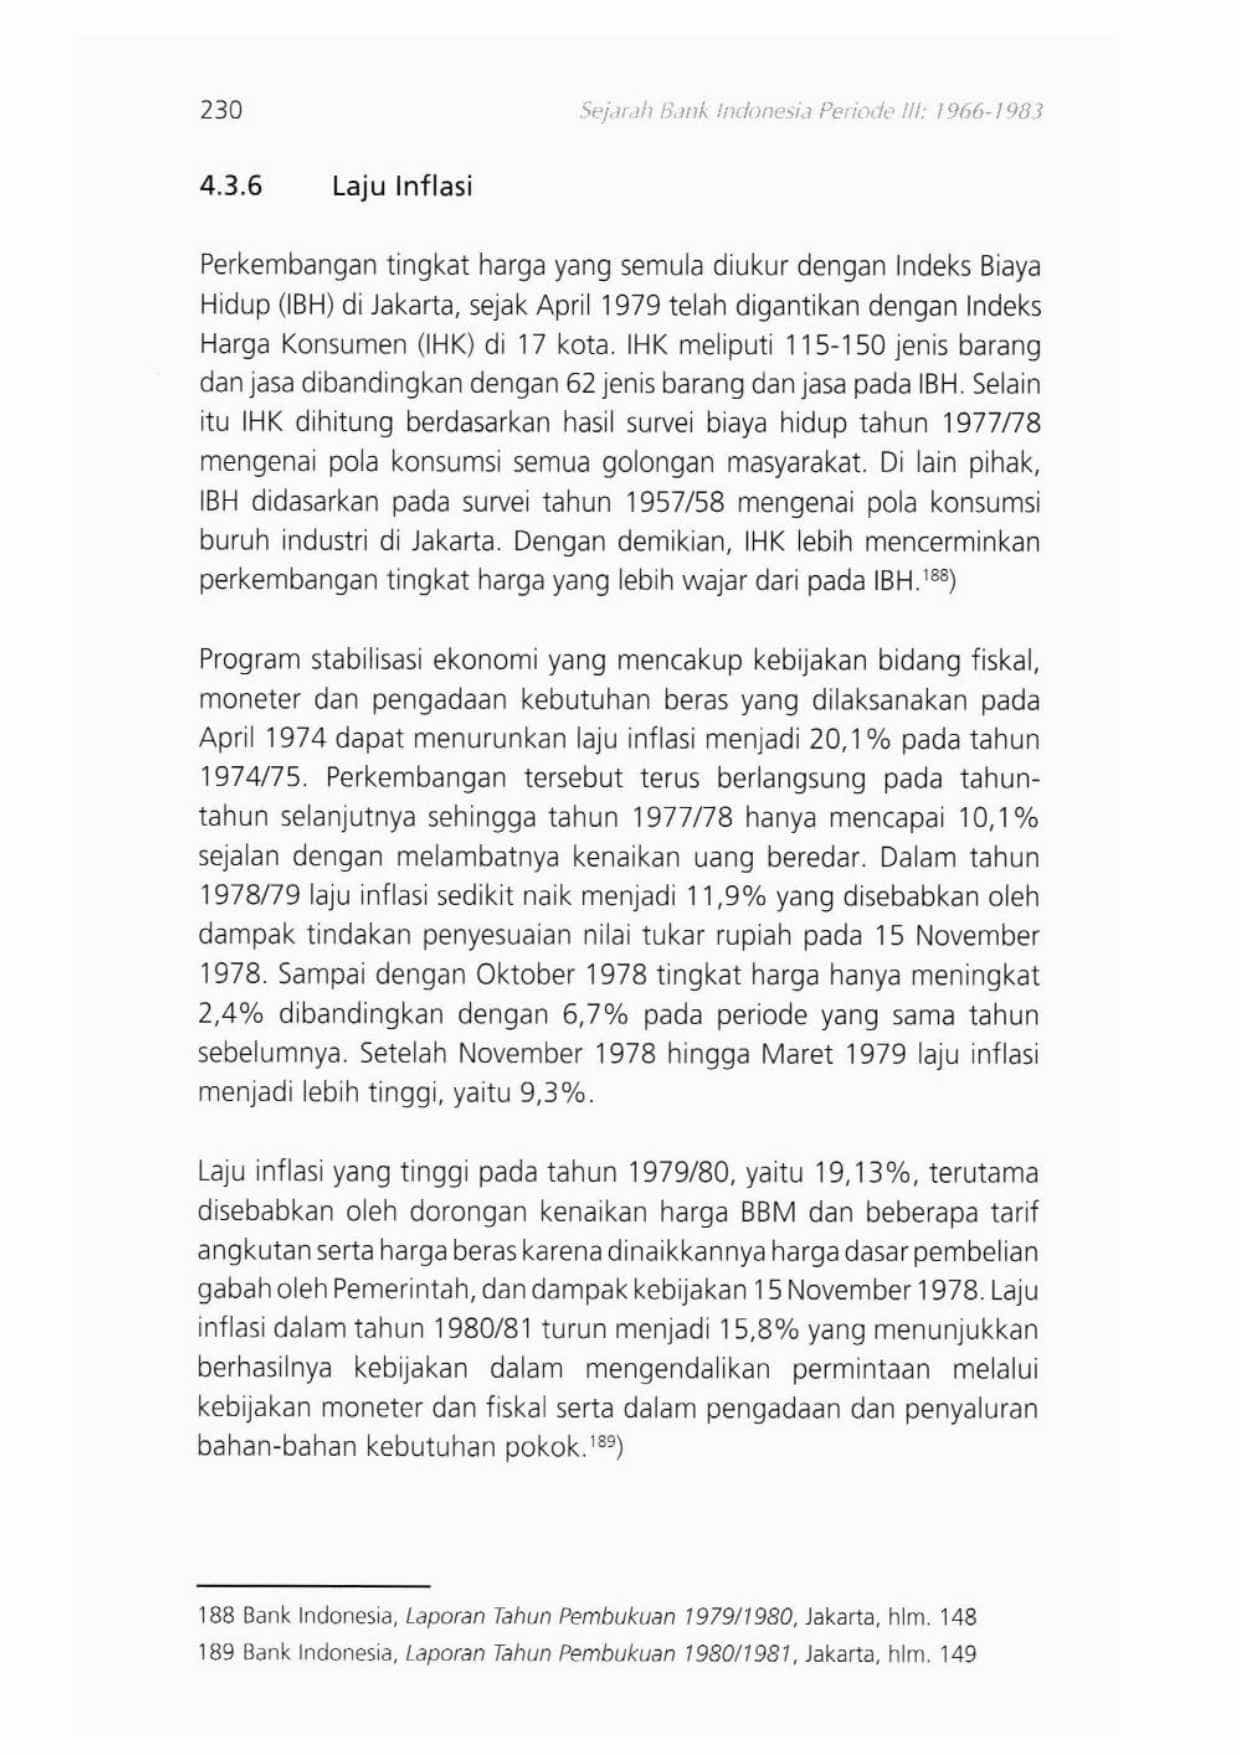 230
Sejarah Bank Indonesia Periode III: 1966-1983
4.3.6 Laju Inflasi
Perkembangan tingkat harga yang semula diukur dengan Indeks Biaya
Hidup (IBH) di Jakarta, sejak April 1979 telah digantikan dengan Indeks
Harga Konsumen (IHK) di 17 kota. IHK meliputi 115-150 jenis barang
dan jasa dibandingkan dengan 62 jenis barang dan jasa pada IBH. Selain
itu IHK dihitung berdasarkan hasil survei biaya hidup tahun 1977/78
mengenai pola konsumsi semua golongan masyarakat. Di lain pihak,
IBH didasarkan pada survei tahun 1957/58 mengenai pola konsumsi
buruh industri di Jakarta. Dengan demikian, IHK lebih mencerminkan
perkembangan tingkat harga yang lebih wajar dari pada IBH.¹⁸⁸)
Program stabilisasi ekonomi yang mencakup kebijakan bidang fiskal,
moneter dan pengadaan kebutuhan beras yang dilaksanakan pada
April 1974 dapat menurunkan laju inflasi menjadi 20,1% pada tahun
1974/75. Perkembangan tersebut terus berlangsung pada tahun-
tahun selanjutnya sehingga tahun 1977/78 hanya mencapai 10,1%
sejalan dengan melambatnya kenaikan uang beredar. Dalam tahun
1978/79 laju inflasi sedikit naik menjadi 11,9% yang disebabkan oleh
dampak tindakan penyesuaian nilai tukar rupiah pada 15 November
1978. Sampai dengan Oktober 1978 tingkat harga hanya meningkat
2,4% dibandingkan dengan 6,7% pada periode yang sama tahun
sebelumnya. Setelah November 1978 hingga Maret 1979 laju inflasi
menjadi lebih tinggi, yaitu 9,3%.
Laju inflasi yang tinggi pada tahun 1979/80, yaitu 19,13%, terutama
disebabkan oleh dorongan kenaikan harga BBM dan beberapa tarif
angkutan serta harga beras karena dinaikkannya harga dasar pembelian
gabah oleh Pemerintah, dan dampak kebijakan 15 November 1978. Laju
inflasi dalam tahun 1980/81 turun menjadi 15,8% yang menunjukkan
berhasilnya kebijakan dalam mengendalikan permintaan melalui
kebijakan moneter dan fiskal serta dalam pengadaan dan penyaluran
bahan-bahan kebutuhan pokok.¹⁸⁹)
188 Bank Indonesia, Laporan Tahun Pembukuan 1979/1980, Jakarta, hlm. 148
189 Bank Indonesia, Laporan Tahun Pembukuan 1980/1981, Jakarta, hlm. 149